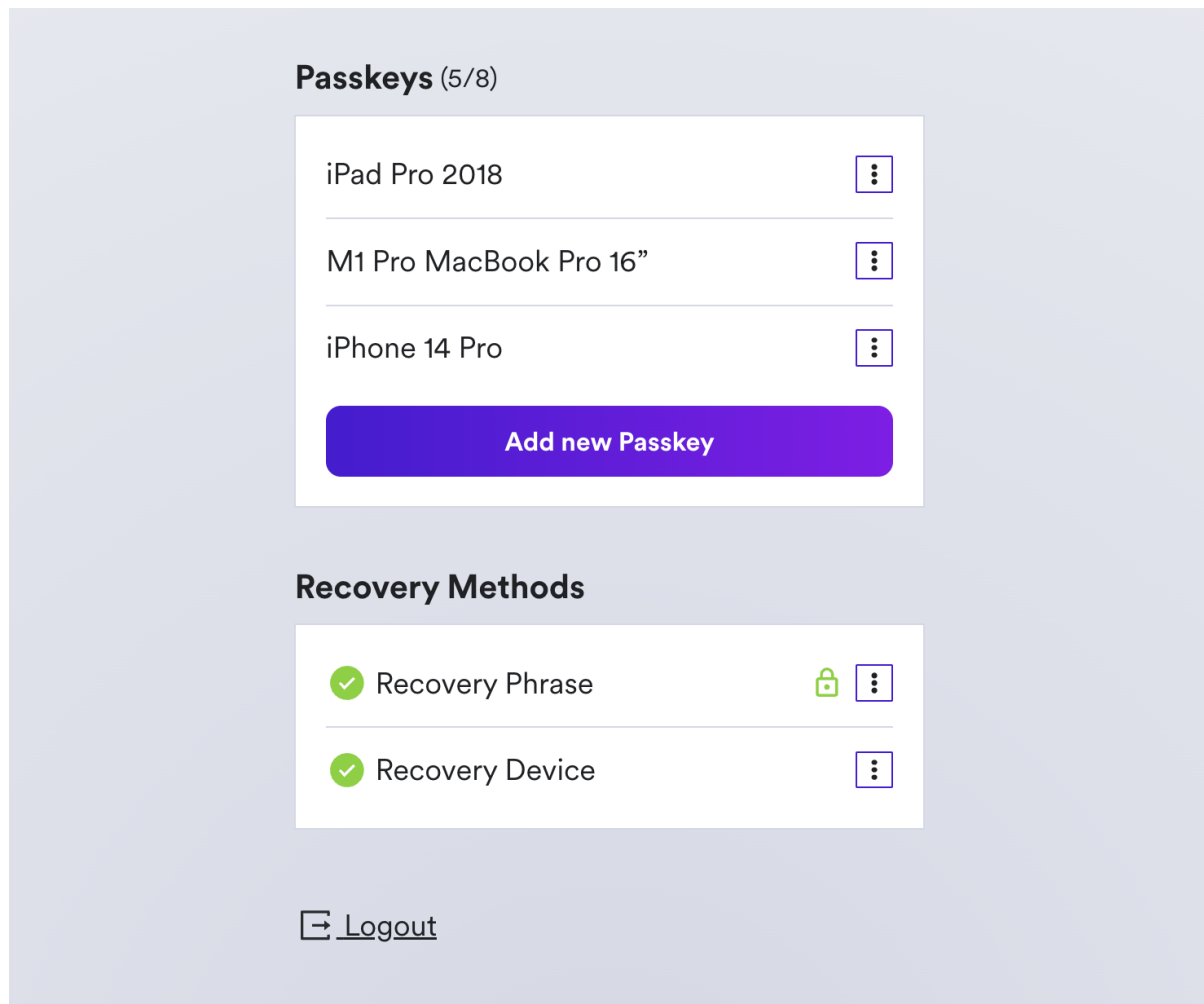 Passkeys (5/8)
iPad Pro 2018
M1 Pro MacBook Pro 16”
iPhone 14 Pro
Add new Passkey
Recovery Methods
Recovery Phrase
Recovery Device
Logout